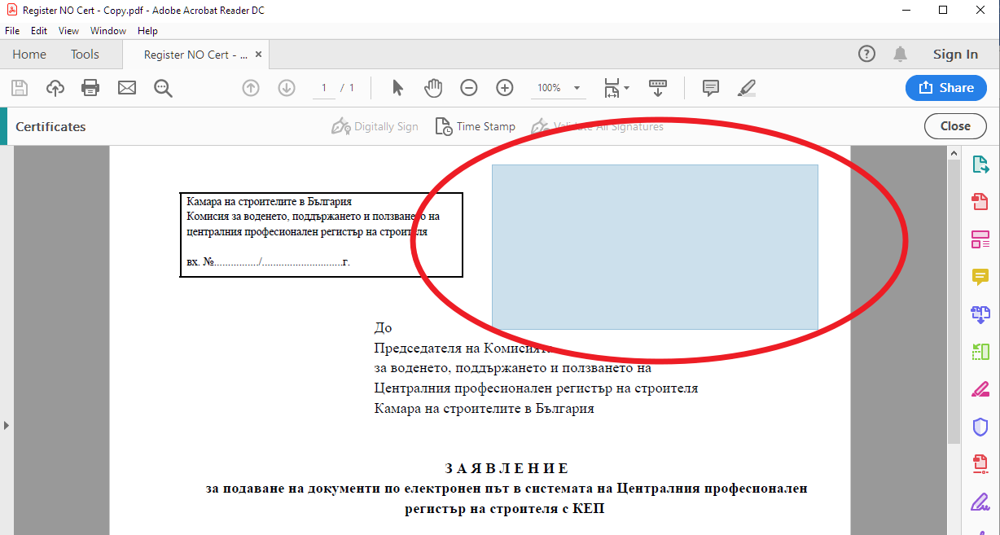 Register NO Cert - Copy.pdf - Adobe Acrobat Reader DC
File Edit View Window Help
Home Tools Register NO Cert - ... × ? Sign In
1 / 1 100% Share
Certificates Digitally Sign Time Stamp Validate All Signatures Close
Камара на строителите в България
Комисия за воденето, поддържането и ползването на
централния професионален регистър на строителя
вх. №................/.............................г.
До
Председателя на Комисията
за воденето, поддържането и ползването на
Централния професионален регистър на строителя
Камара на строителите в България
З А Я В Л Е Н И Е
за подаване на документи по електронен път в системата на Централния професионален
регистър на строителя с КЕП